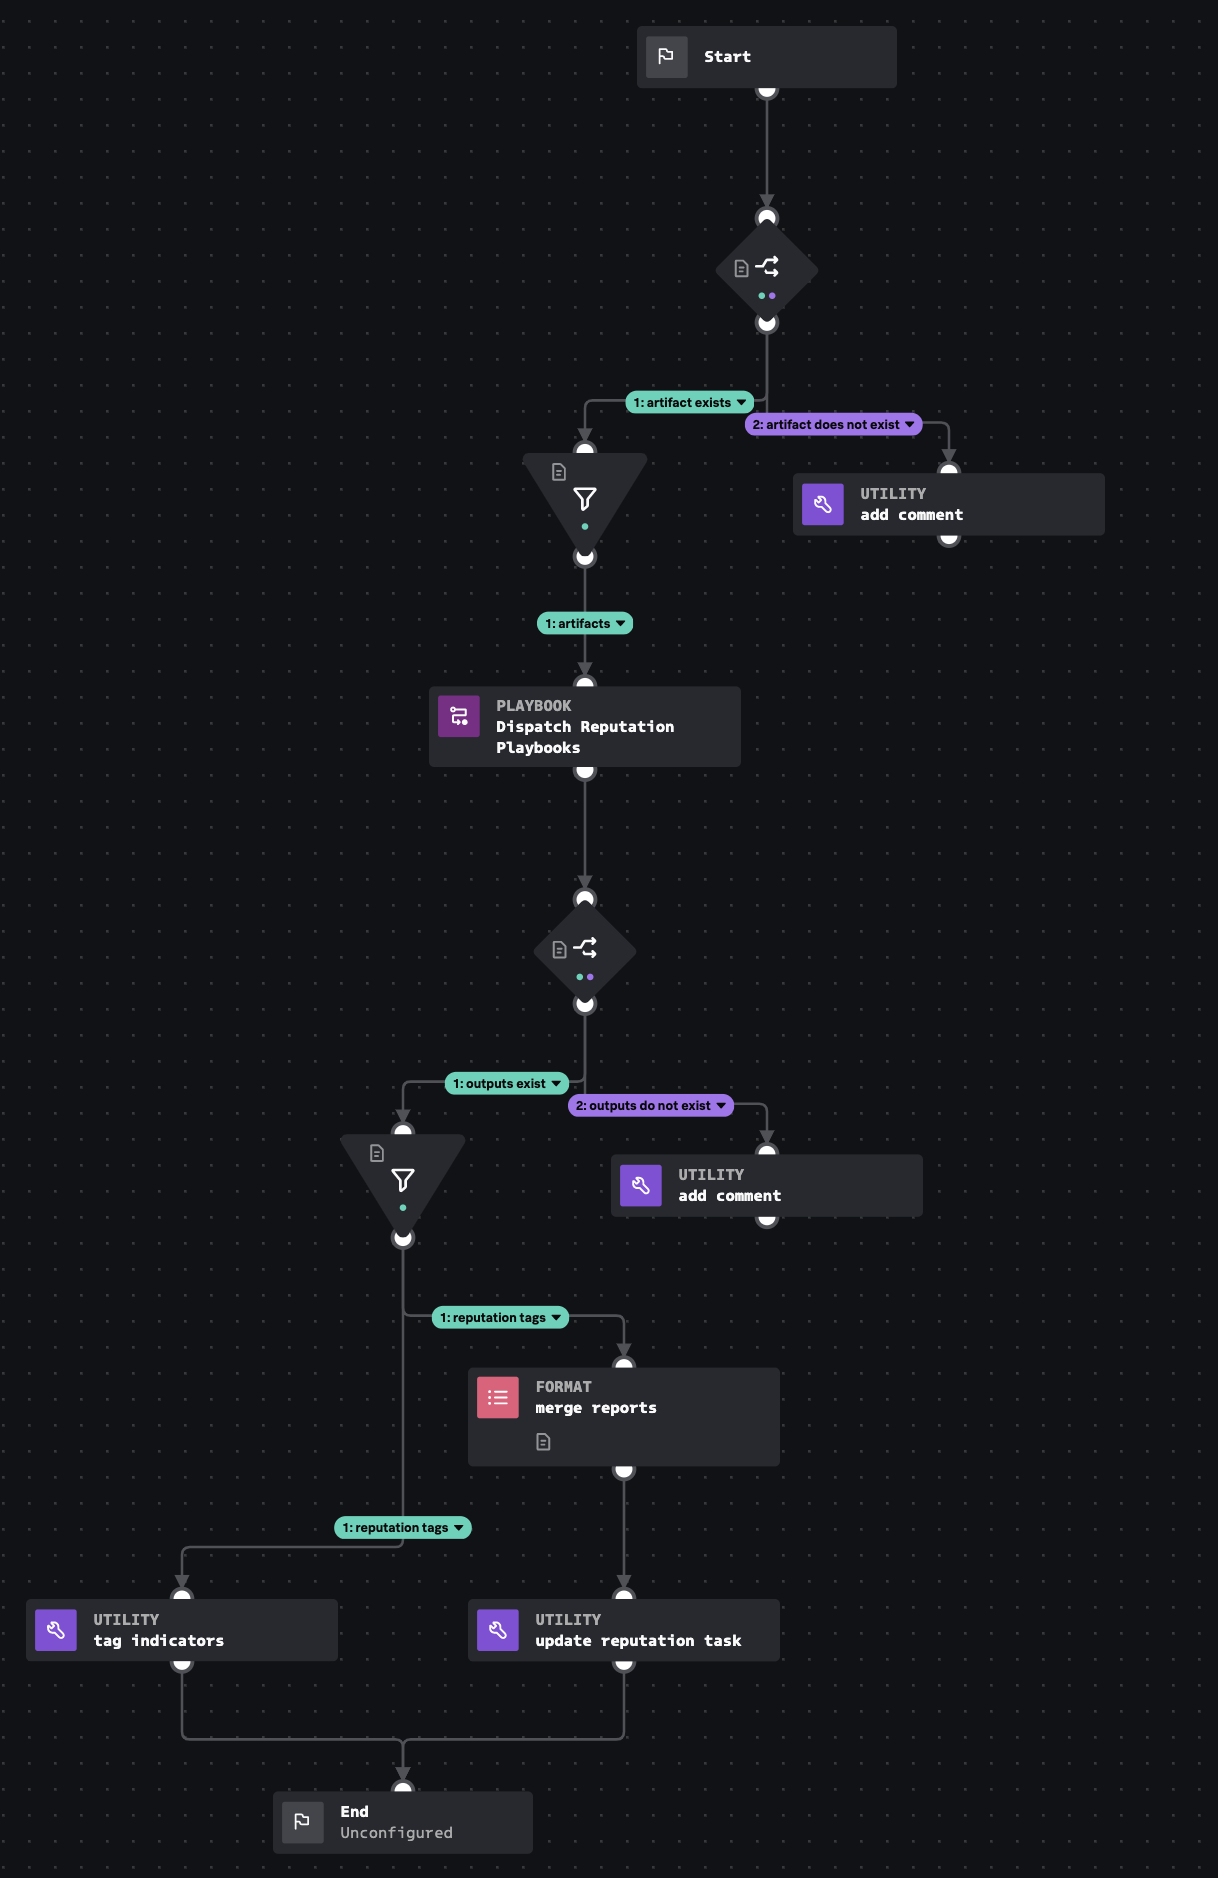 Start
1: artifact exists
2: artifact does not exist
UTILITY
add comment
1: artifacts
PLAYBOOK
Dispatch Reputation
Playbooks
1: outputs exist
2: outputs do not exist
UTILITY
add comment
1: reputation tags
FORMAT
merge reports
1: reputation tags
UTILITY
tag indicators
UTILITY
update reputation task
End
Unconfigured